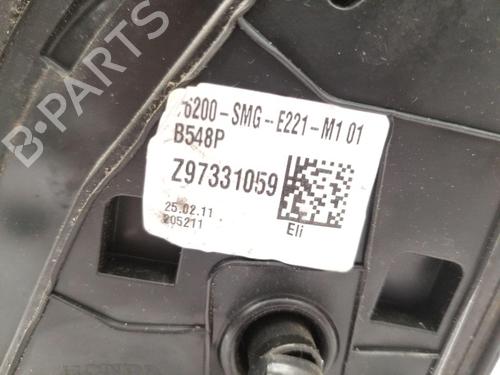 B-PARTS
6200-SMG-E221-M1 01
B548P
Z97331059
25.02.11
205211
Eli